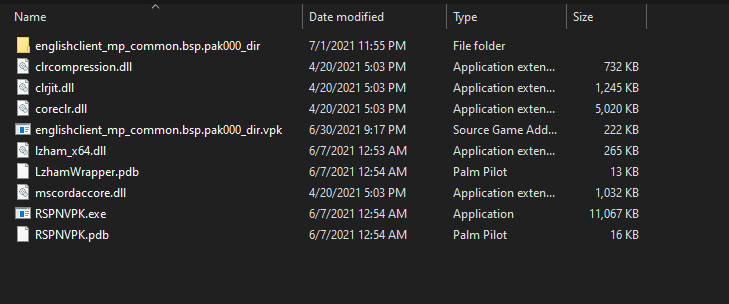 Name Date modified Type Size
englishclient_mp_common.bsp.pak000_dir 7/1/2021 11:55 PM File folder
clrcompression.dll 4/20/2021 5:03 PM Application exten... 732 KB
clrjit.dll 4/20/2021 5:03 PM Application exten... 1,245 KB
coreclr.dll 4/20/2021 5:03 PM Application exten... 5,020 KB
englishclient_mp_common.bsp.pak000_dir.vpk 6/30/2021 9:17 PM Source Game Add... 222 KB
lzham_x64.dll 6/7/2021 12:53 AM Application exten... 265 KB
LzhamWrapper.pdb 6/7/2021 12:54 AM Palm Pilot 13 KB
mscordaccore.dll 4/20/2021 5:03 PM Application exten... 1,032 KB
RSPNVPK.exe 6/7/2021 12:54 AM Application 11,067 KB
RSPNVPK.pdb 6/7/2021 12:54 AM Palm Pilot 16 KB